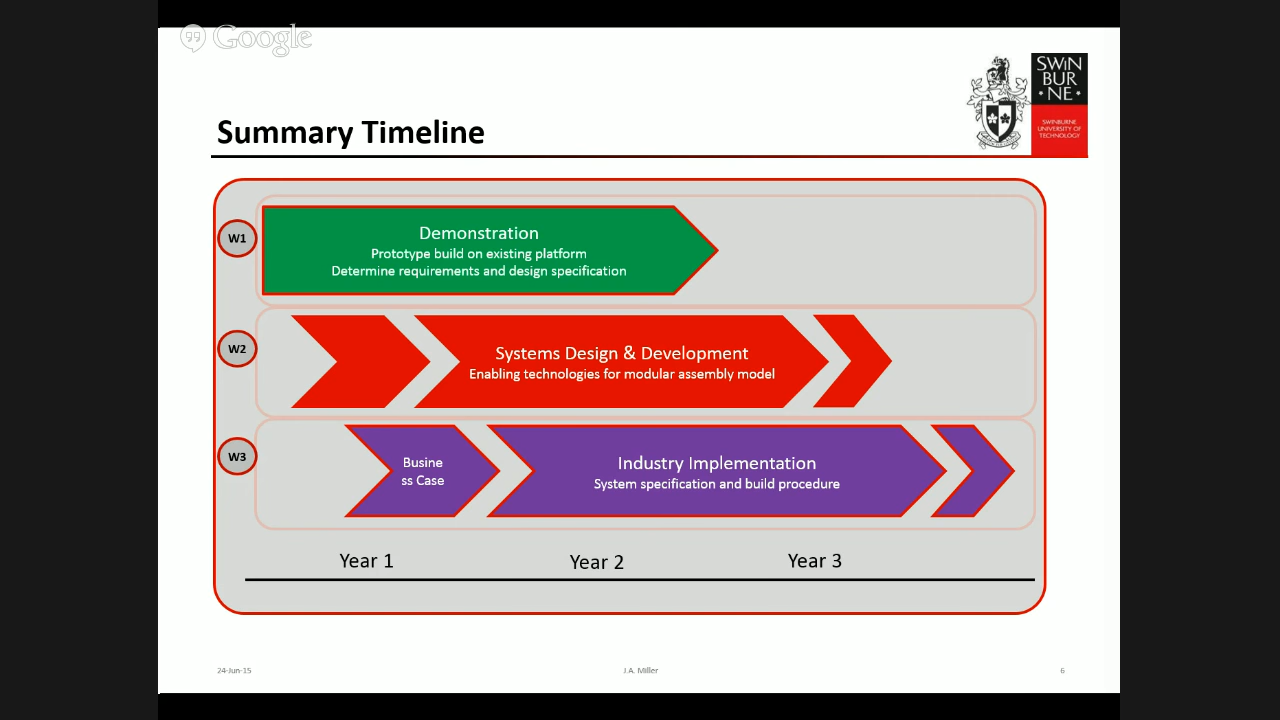 Google
SWIN
BUR
• NE •
SWINBURNE
UNIVERSITY OF
TECHNOLOGY
Summary Timeline
W1
Demonstration
Prototype build on existing platform
Determine requirements and design specification
W2
Systems Design & Development
Enabling technologies for modular assembly model
W3
Busine
ss Case
Industry Implementation
System specification and build procedure
Year 1
Year 2
Year 3
24-Jun-15
J.A. Miller
6